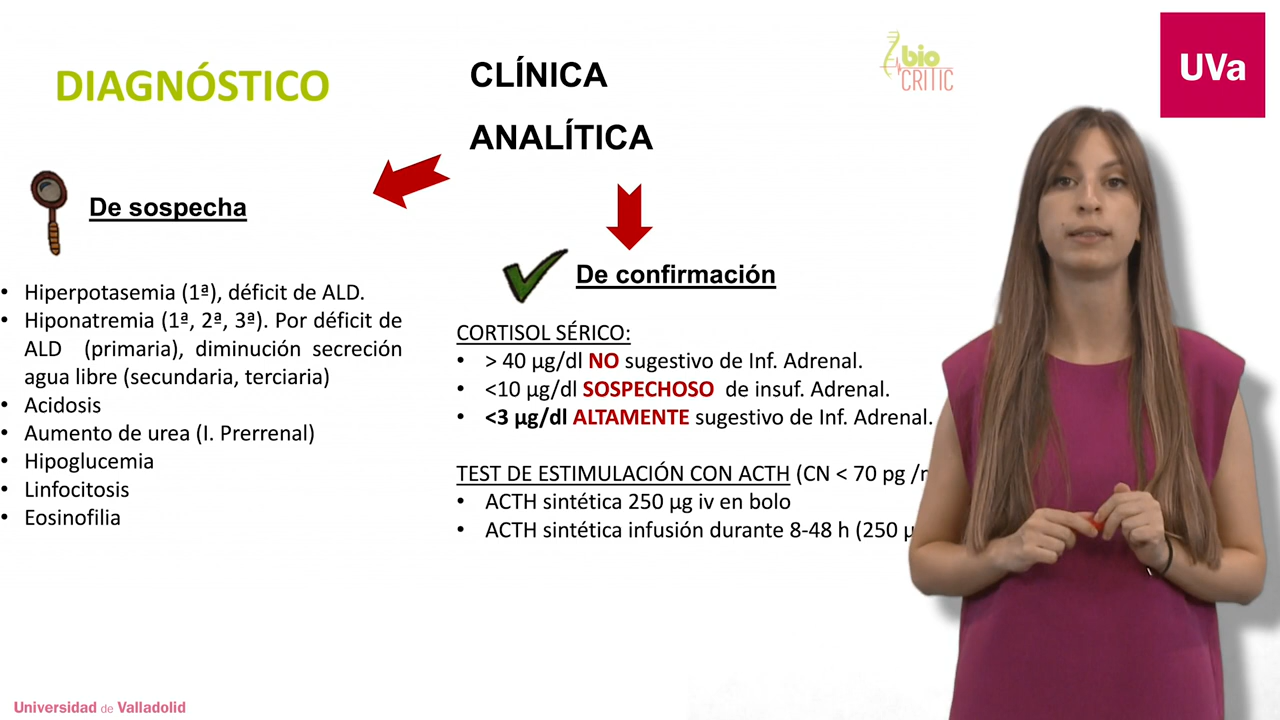 DIAGNÓSTICO
CLÍNICA
ANALÍTICA
bio
CRITIC
UVa
De sospecha
• Hiperpotasemia (1ª), déficit de ALD.
• Hiponatremia (1ª, 2ª, 3ª). Por déficit de
ALD (primaria), diminución secreción
agua libre (secundaria, terciaria)
• Acidosis
• Aumento de urea (I. Prerrenal)
• Hipoglucemia
• Linfocitosis
• Eosinofilia
De confirmación
CORTISOL SÉRICO:
• > 40 µg/dl NO sugestivo de Inf. Adrenal.
• <10 µg/dl SOSPECHOSO de insuf. Adrenal.
• <3 µg/dl ALTAMENTE sugestivo de Inf. Adrenal.
TEST DE ESTIMULACIÓN CON ACTH (CN < 70 pg
• ACTH sintética 250 µg iv en bolo
• ACTH sintética infusión durante 8-48 h (250
Universidad de Valladolid